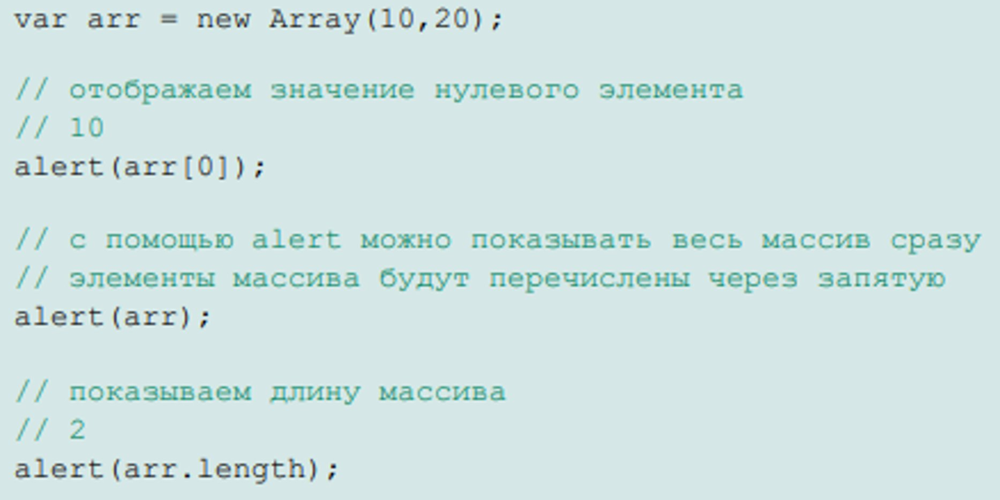 var arr = new Array(10,20);
// отображаем значение нулевого элемента
// 10
alert(arr[0]);
// с помощью alert можно показывать весь массив сразу
// элементы массива будут перечислены через запятую
alert(arr);
// показываем длину массива
// 2
alert(arr.length);